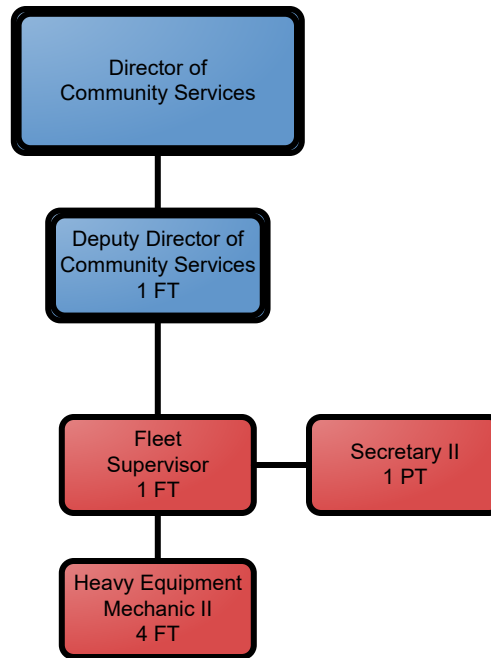 Director of
Community Services
Deputy Director of
Community Services
1 FT
Fleet
Supervisor
1 FT
Secretary II
1 PT
Heavy Equipment
Mechanic II
4 FT